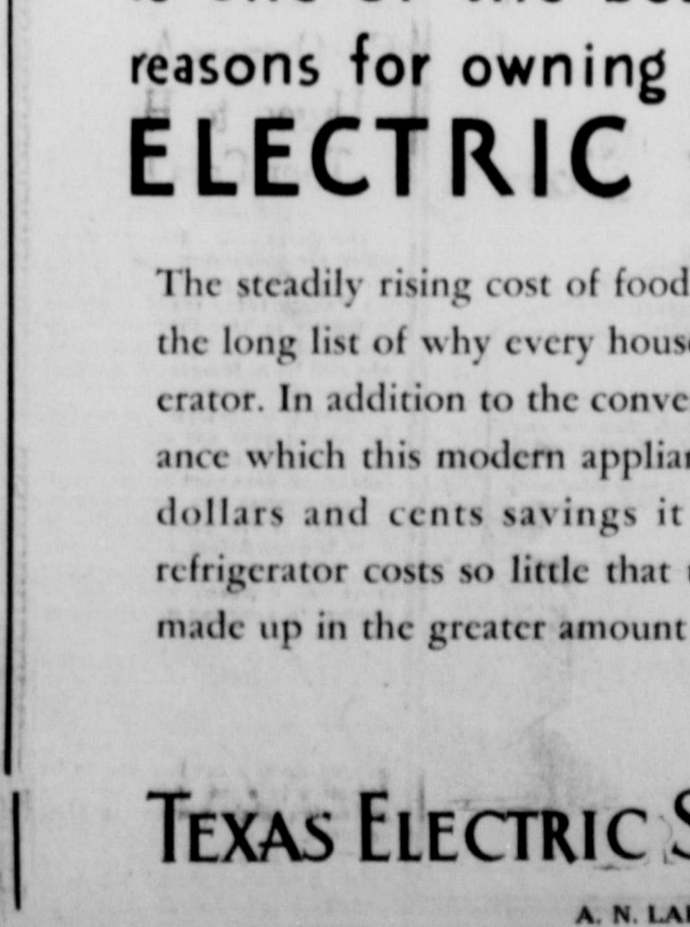 reasons for owning
ELECTRIC
The steadily rising cost of food
the long list of why every hous
erator. In addition to the conve
ance which this modern applian
dollars and cents savings it
refrigerator costs so little that
made up in the greater amount
TEXAS ELECTRIC S
A. N. LAR